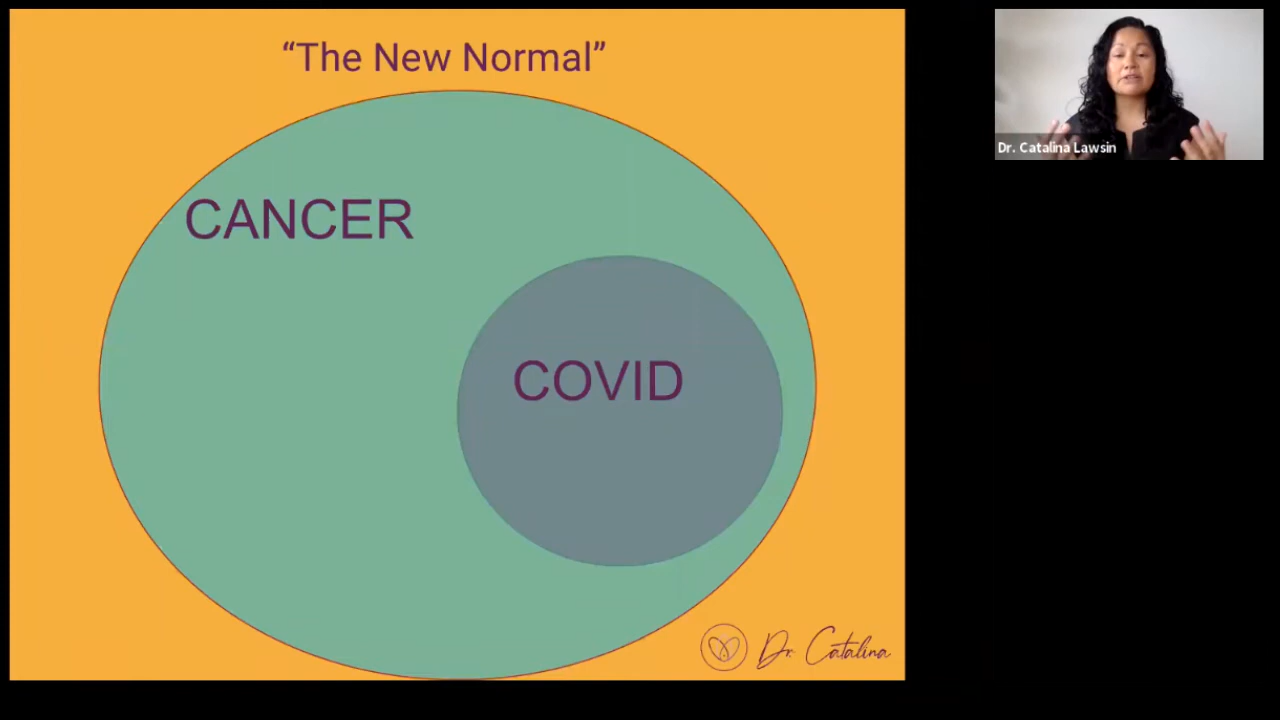 “The New Normal”
CANCER
COVID
Dr. Catalina
Dr. Catalina Lawsin